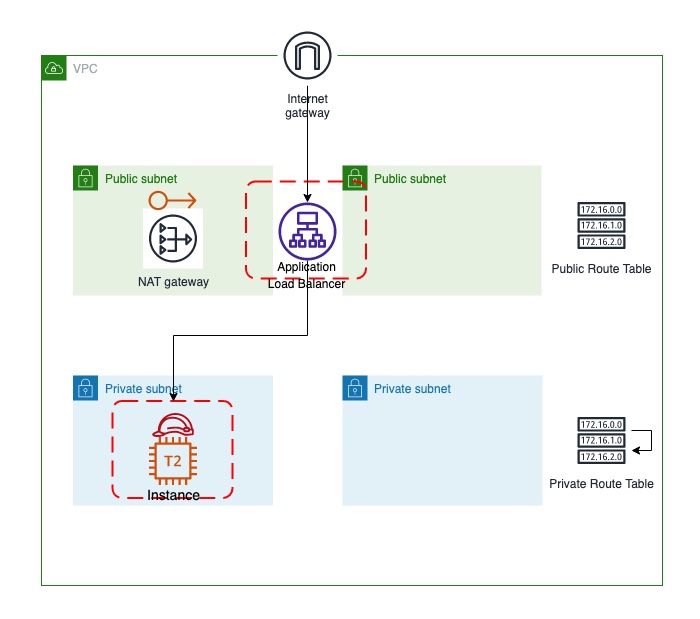 Internet
gateway
VPC
Public subnet
Public subnet
NAT gateway
Application
Load Balancer
172.16.0.0
172.16.1.0
172.16.2.0
Public Route Table
Private subnet
Private subnet
T2
Instance
172.16.0.0
172.16.1.0
172.16.2.0
Private Route Table